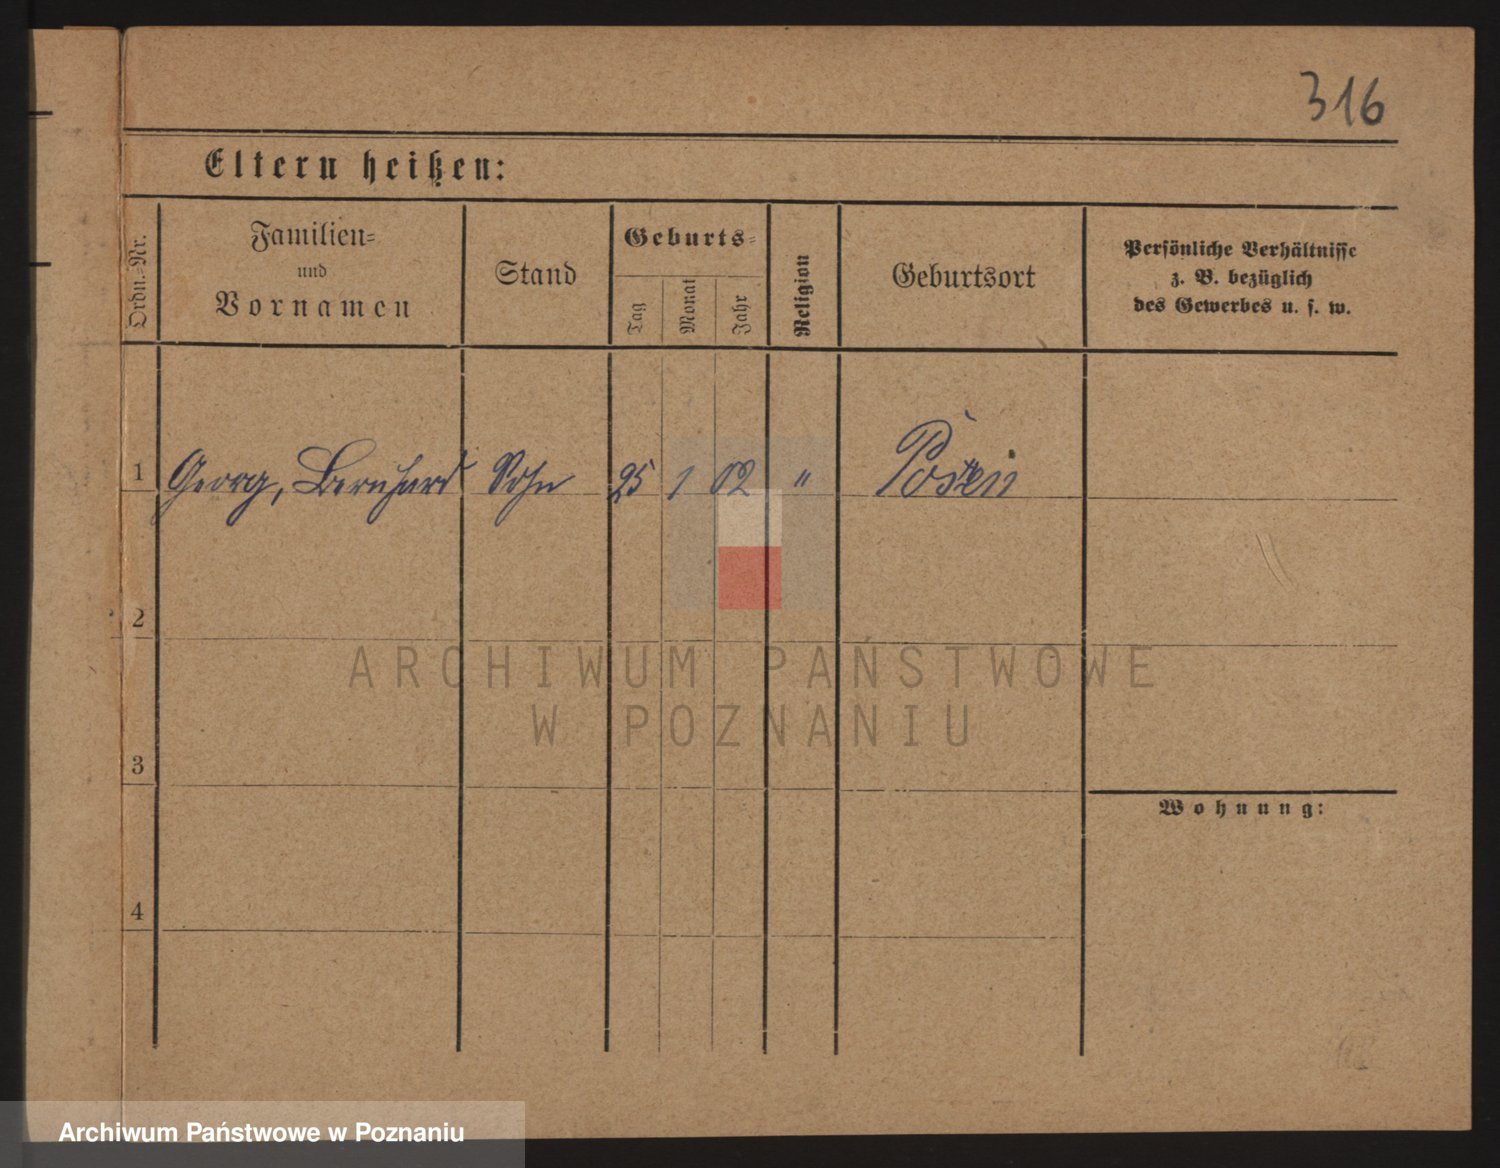 316
Eltern heißen:
Ordn.-Nr.
Familien-
und
Vornamen
Stand
Geburts-
Tag
Monat
Jahr
Religion
Geburtsort
Persönliche Verhältnisse
z. B. bezüglich
des Gewerbes u. s. w.
1 Georg, Bernhard Sohn 25 1 02 " Posen
2
ARCHIWUM PAŃSTWOWE
W POZNANIU
3
Wohnung:
4
Archiwum Państwowe w Poznaniu